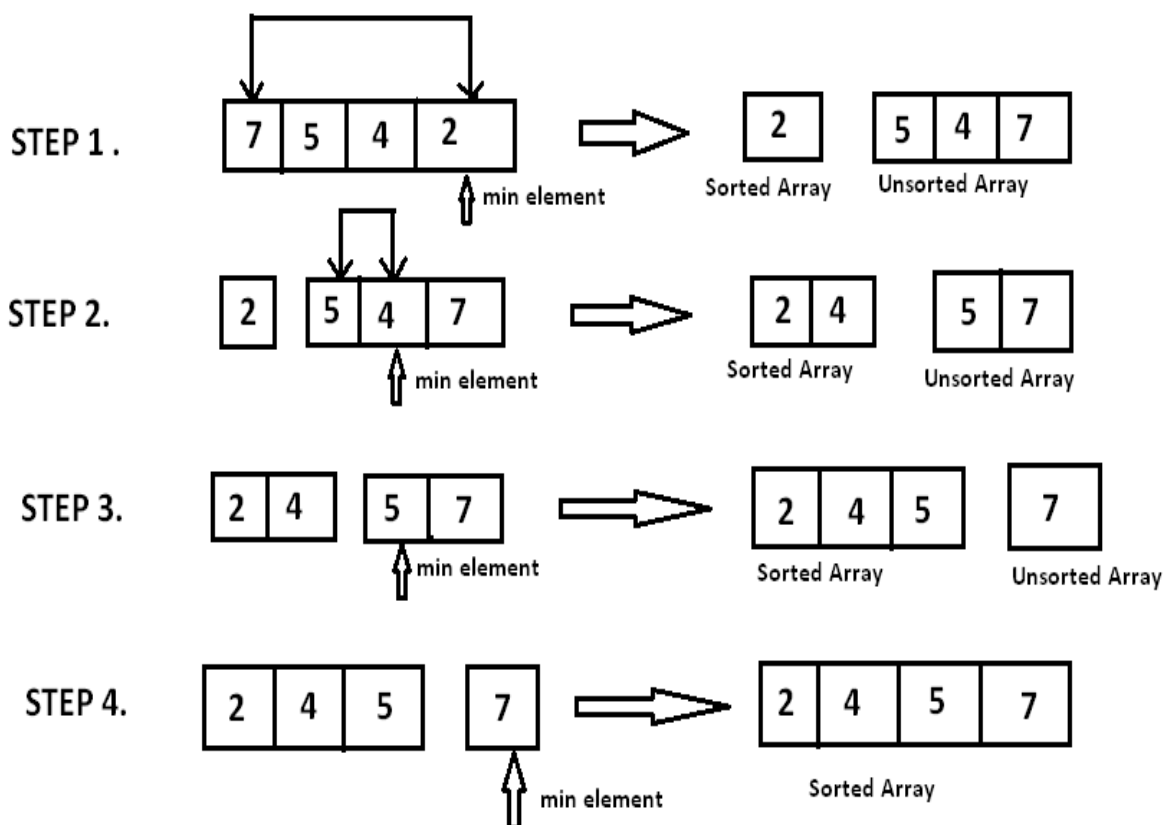 STEP 1 .
7 5 4 2
min element
2
Sorted Array
5 4 7
Unsorted Array
STEP 2.
2
5 4 7
min element
2 4
Sorted Array
5 7
Unsorted Array
STEP 3.
2 4
5 7
min element
2 4 5
Sorted Array
7
Unsorted Array
STEP 4.
2 4 5
7
min element
2 4 5 7
Sorted Array